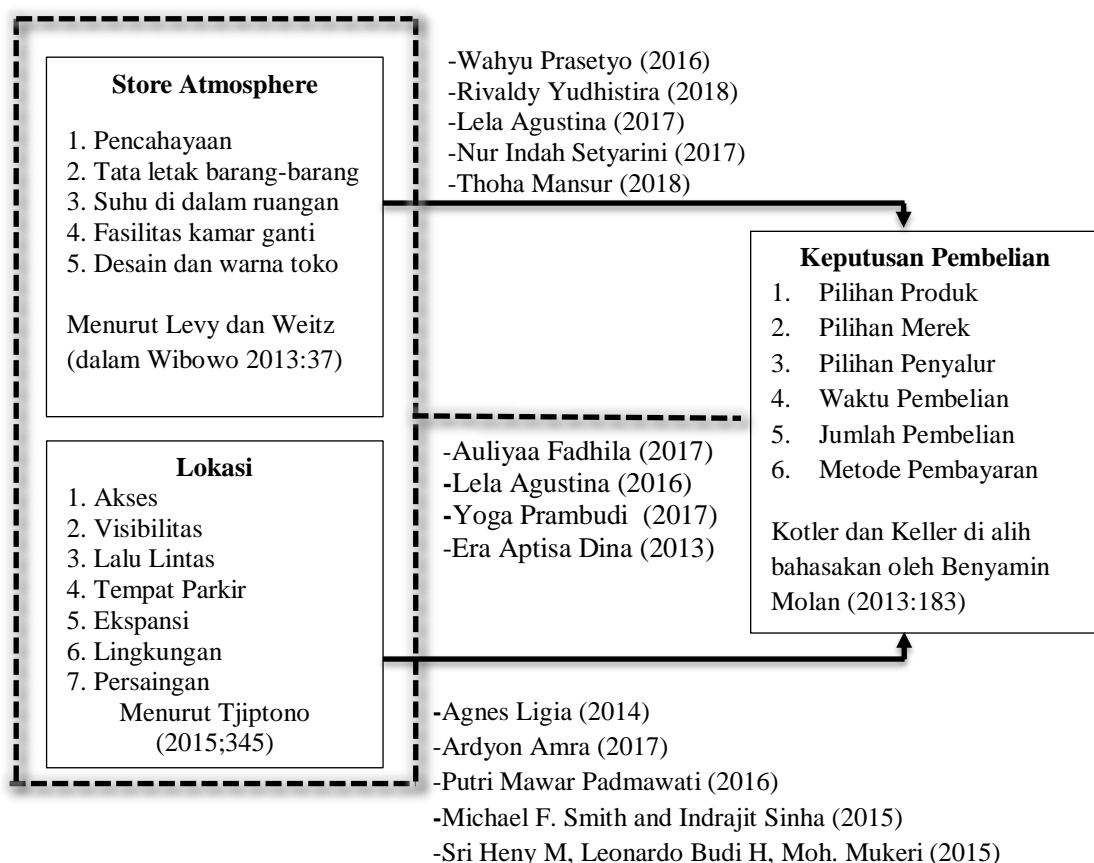 Store Atmosphere
1. Pencahayaan
2. Tata letak barang-barang
3. Suhu di dalam ruangan
4. Fasilitas kamar ganti
5. Desain dan warna toko
Menurut Levy dan Weitz
(dalam Wibowo 2013:37)
-Wahyu Prasetyo (2016)
-Rivaldy Yudhistira (2018)
-Lela Agustina (2017)
-Nur Indah Setyarini (2017)
-Thoha Mansur (2018)
Lokasi
1. Akses
2. Visibilitas
3. Lalu Lintas
4. Tempat Parkir
5. Ekspansi
6. Lingkungan
7. Persaingan
Menurut Tjiptono
(2015;345)
-Auliyaa Fadhila (2017)
-Lela Agustina (2016)
-Yoga Prambudi (2017)
-Era Aptisa Dina (2013)
Keputusan Pembelian
1. Pilihan Produk
2. Pilihan Merek
3. Pilihan Penyalur
4. Waktu Pembelian
5. Jumlah Pembelian
6. Metode Pembayaran
Kotler dan Keller di alih
bahasakan oleh Benyamin
Molan (2013:183)
-Agnes Ligia (2014)
-Ardyon Amra (2017)
-Putri Mawar Padmawati (2016)
-Michael F. Smith and Indrajit Sinha (2015)
-Sri Heny M, Leonardo Budi H, Moh. Mukeri (2015)